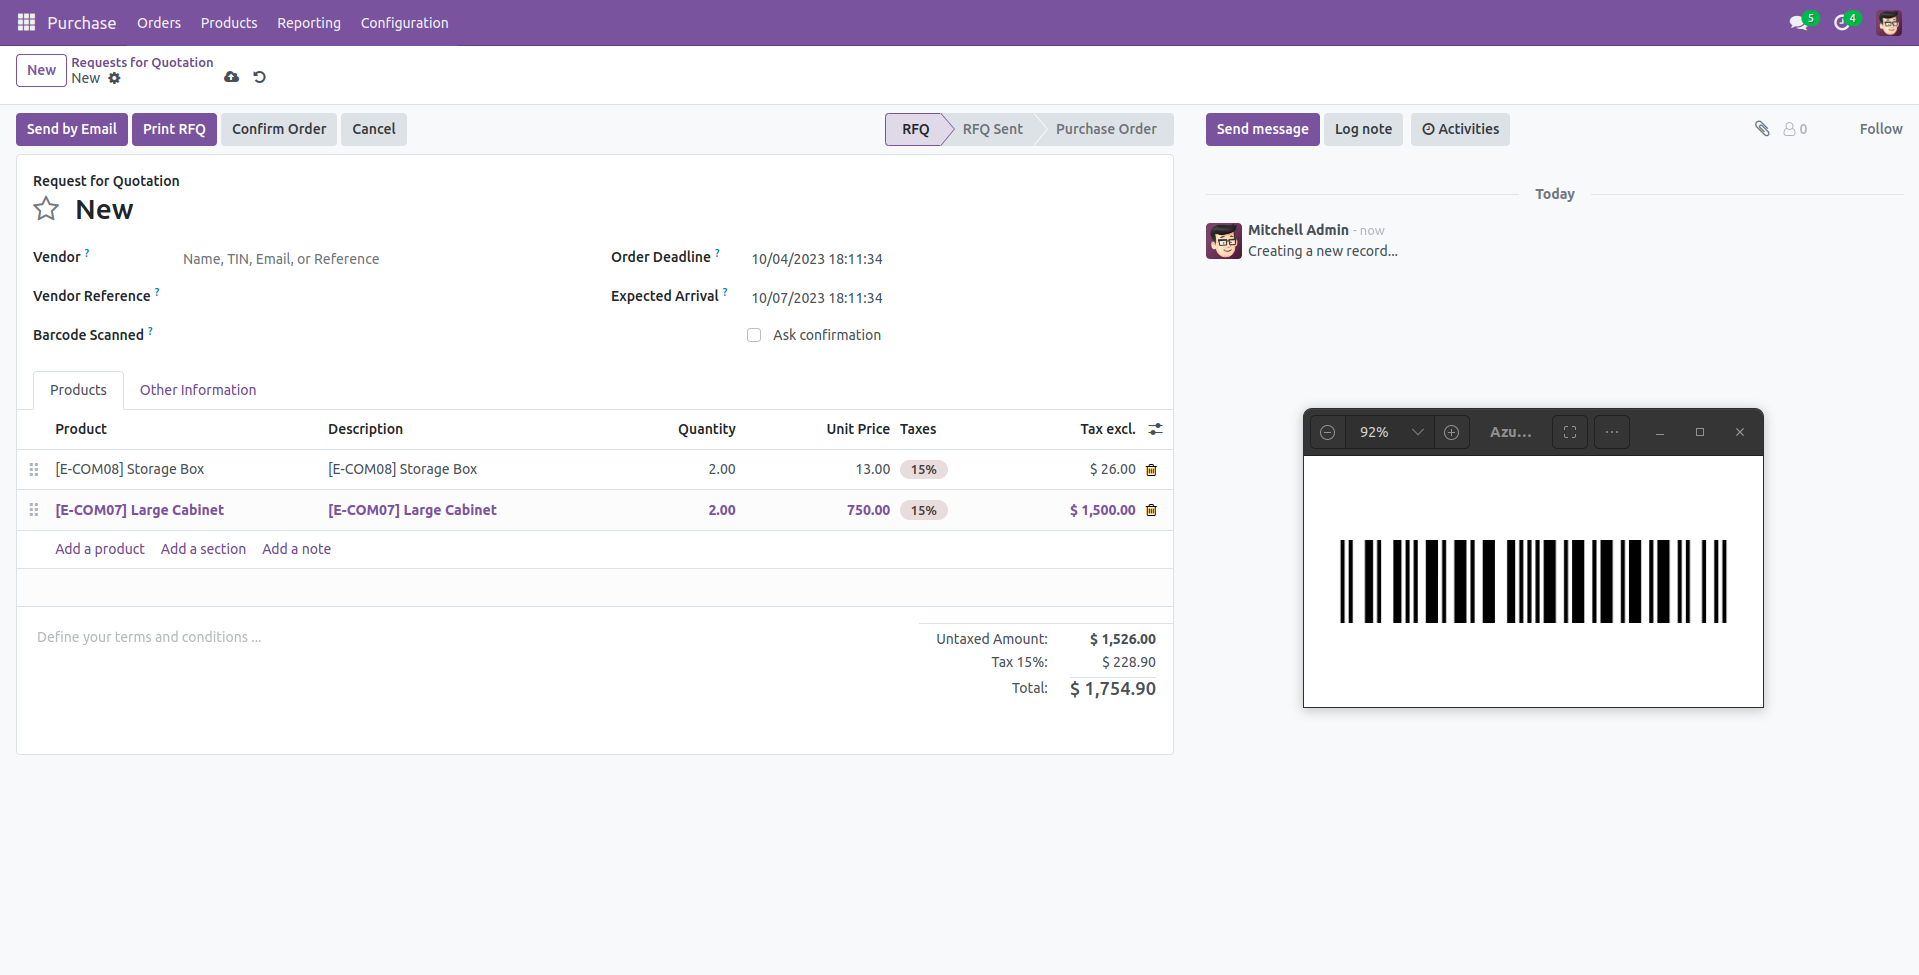 Purchase Orders Products Reporting Configuration 5 4
New Requests for Quotation
New
Send by Email Print RFQ Confirm Order Cancel RFQ RFQ Sent Purchase Order Send message Log note Activities 0 Follow
Request for Quotation
New
Today
Mitchell Admin - now
Creating a new record...
Vendor ? Name, TIN, Email, or Reference Order Deadline ? 10/04/2023 18:11:34
Vendor Reference ? Expected Arrival ? 10/07/2023 18:11:34
Barcode Scanned ? Ask confirmation
Products Other Information
Product Description Quantity Unit Price Taxes Tax excl.
[E-COM08] Storage Box [E-COM08] Storage Box 2.00 13.00 15% $ 26.00
[E-COM07] Large Cabinet [E-COM07] Large Cabinet 2.00 750.00 15% $ 1,500.00
Add a product Add a section Add a note
Define your terms and conditions ...
Untaxed Amount: $ 1,526.00
Tax 15%: $ 228.90
Total: $ 1,754.90
92% Azu...